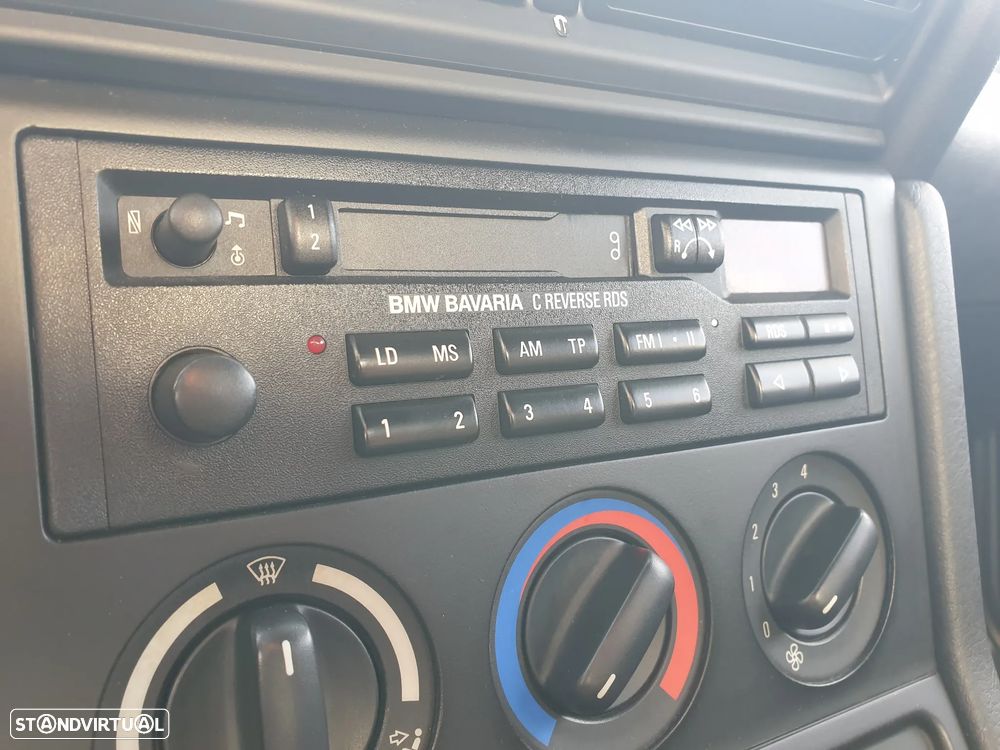 1
2
R
BMW BAVARIA C REVERSE RDS
LD MS AM TP FM I • II RDS
1 2 3 4 5 6
4
3
2
1
0
STANDVIRTUAL